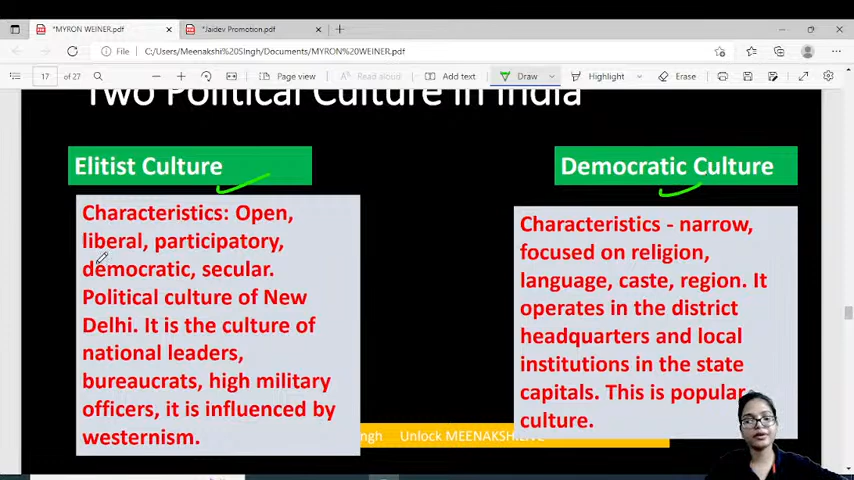 *MYRON WEINER.pdf
*Jaidev Promotion.pdf
File
C:/Users/Meenakshi%20SIngh/Documents/MYRON%20WEINER.pdf
17 of 27
Page view
Read aloud
Add text
Draw
Highlight
Erase
Two Political Culture in India
Elitist Culture
Characteristics: Open,
liberal, participatory,
democratic, secular.
Political culture of New
Delhi. It is the culture of
national leaders,
bureaucrats, high military
officers, it is influenced by
westernism.
Democratic Culture
Characteristics - narrow,
focused on religion,
language, caste, region. It
operates in the district
headquarters and local
institutions in the state
capitals. This is popular
culture.